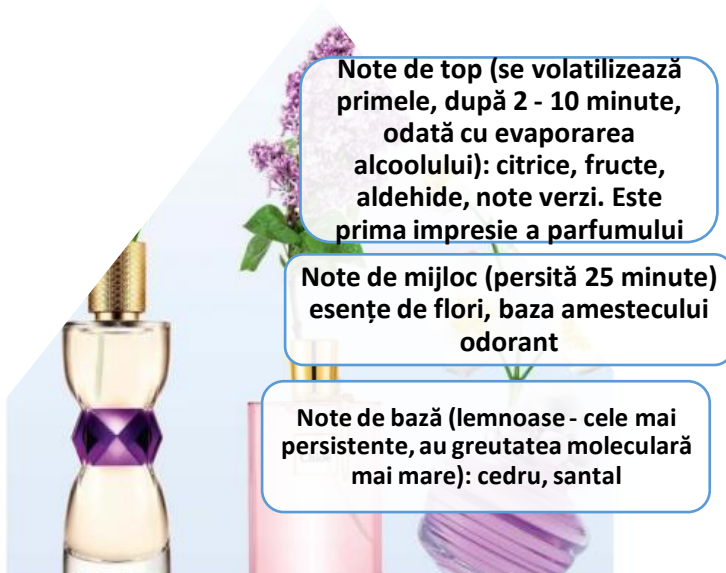 Note de top (se volatilizează
primele, după 2 - 10 minute,
odată cu evaporarea
alcoolului): citrice, fructe,
aldehide, note verzi. Este
prima impresie a parfumului
Note de mijloc (persită 25 minute)
esențe de flori, baza amestecului
odorant
Note de bază (lemnoase - cele mai
persistente, au greutatea moleculară
mai mare): cedru, santal